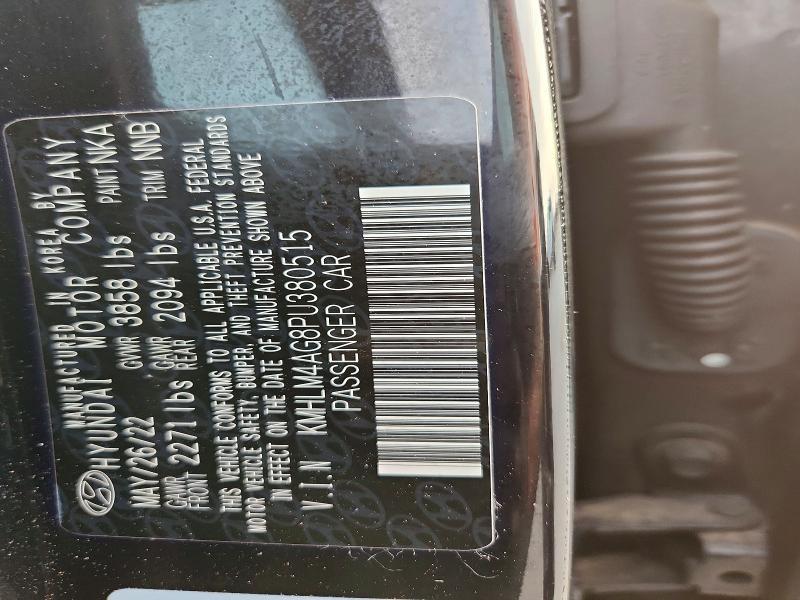 MANUFACTURED IN KOREA BY
HYUNDAI MOTOR COMPANY
MAY/26/22 GVWR 3858 lbs PAINT NKA
GAWR FRONT 2271 lbs GAWR REAR 2094 lbs TRIM NNB
THIS VEHICLE CONFORMS TO ALL APPLICABLE U.S.A. FEDERAL
MOTOR VEHICLE SAFETY, BUMPER, AND THEFT PREVENTION STANDARDS
IN EFFECT ON THE DATE OF MANUFACTURE SHOWN ABOVE
V.I.N KMHLM4AG8PU380515
PASSENGER CAR